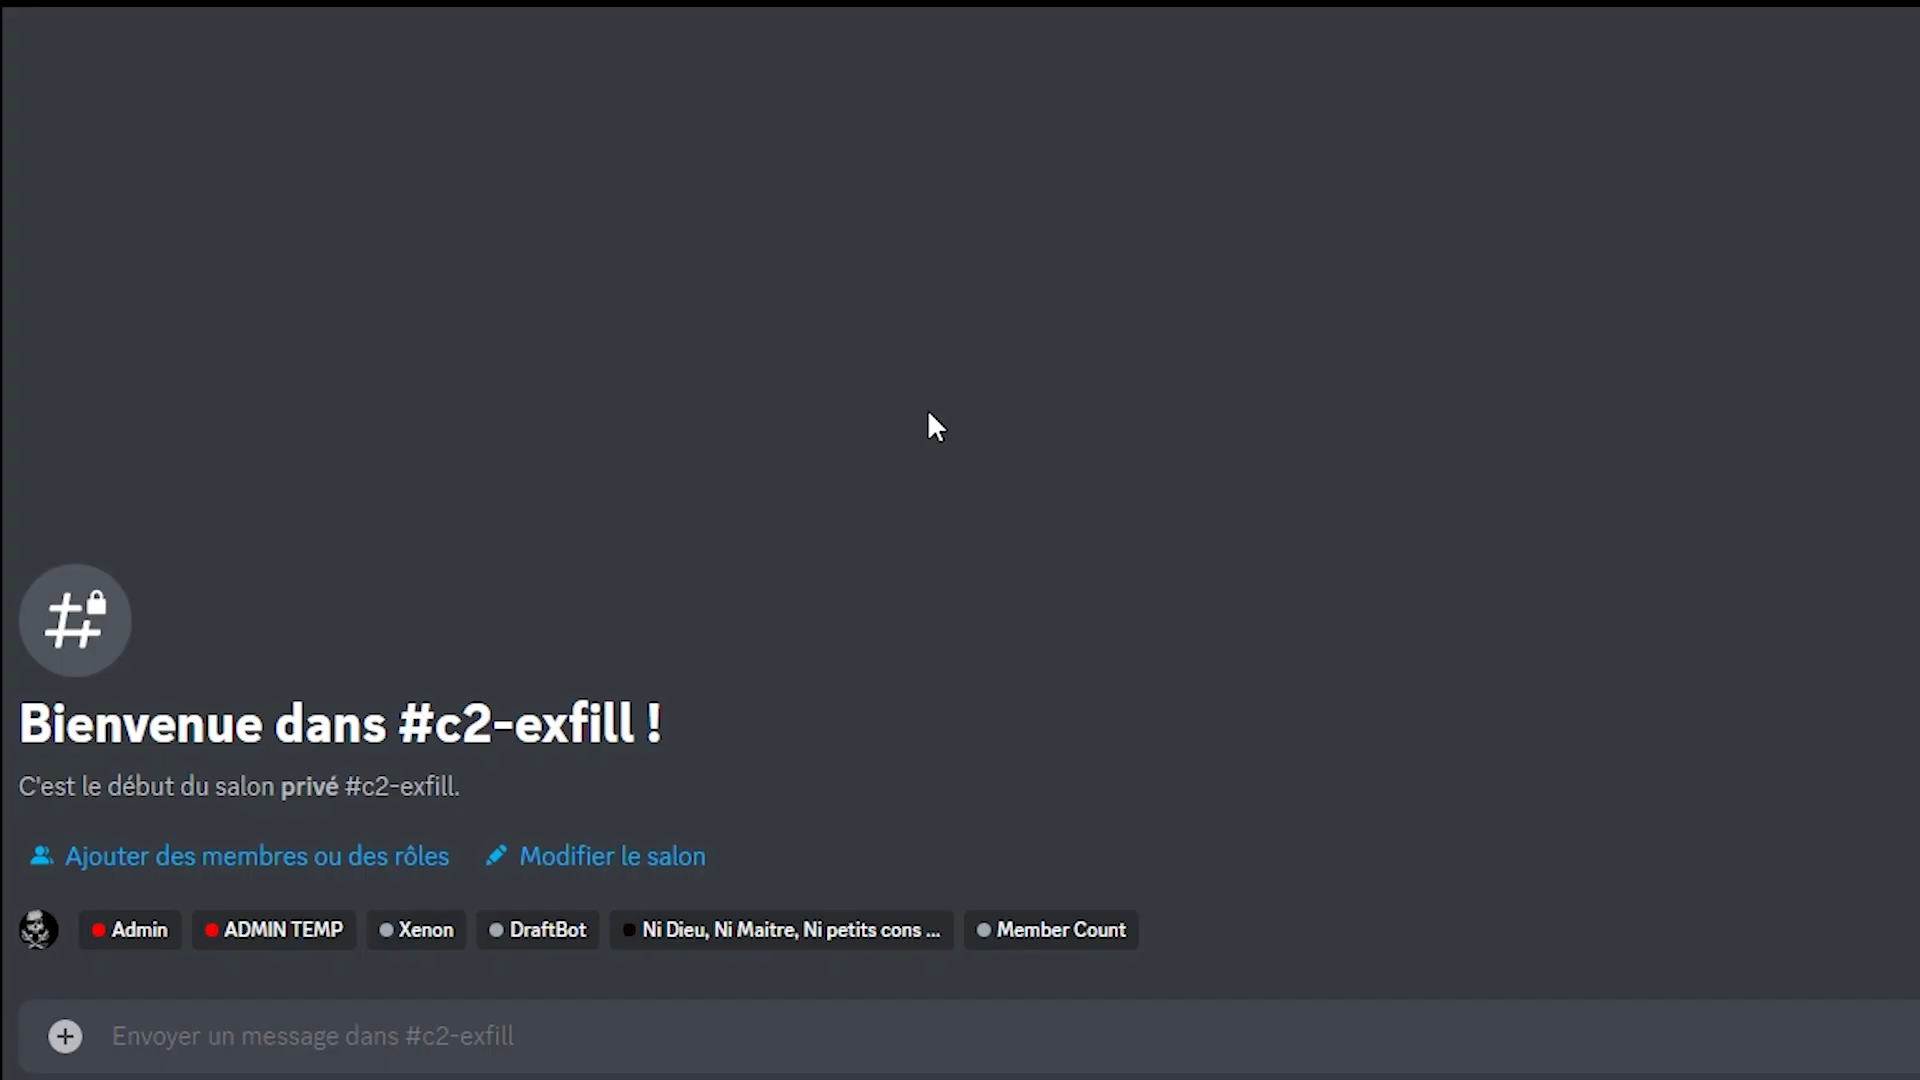 Bienvenue dans #c2-exfill !
C'est le début du salon privé #c2-exfill.
Ajouter des membres ou des rôles Modifier le salon
Admin ADMIN TEMP Xenon DraftBot Ni Dieu, Ni Maitre, Ni petits cons ... Member Count
Envoyer un message dans #c2-exfill